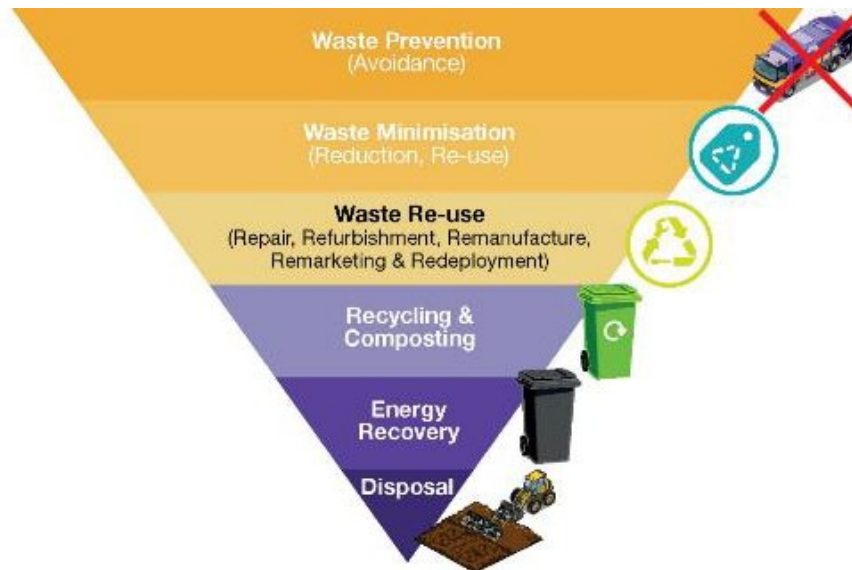 Waste Prevention
(Avoidance)
Waste Minimisation
(Reduction, Re-use)
Waste Re-use
(Repair, Refurbishment, Remanufacture,
Remarketing & Redeployment)
Recycling &
Composting
Energy
Recovery
Disposal